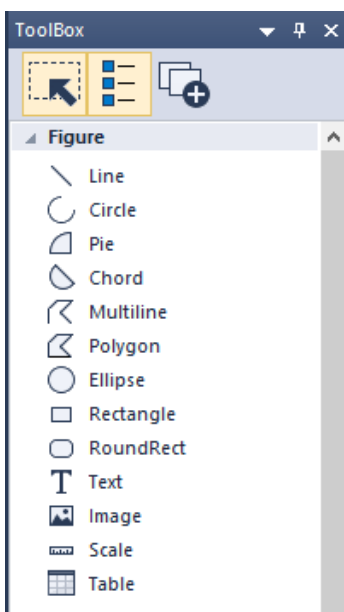 ToolBox
Figure
Line
Circle
Pie
Chord
Multiline
Polygon
Ellipse
Rectangle
RoundRect
Text
Image
Scale
Table